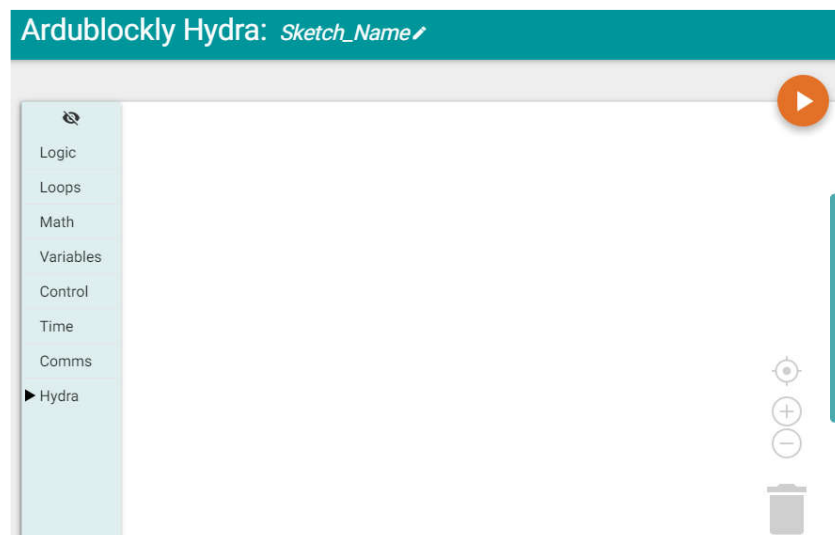 Ardublockly Hydra: Sketch_Name
Logic
Loops
Math
Variables
Control
Time
Comms
Hydra